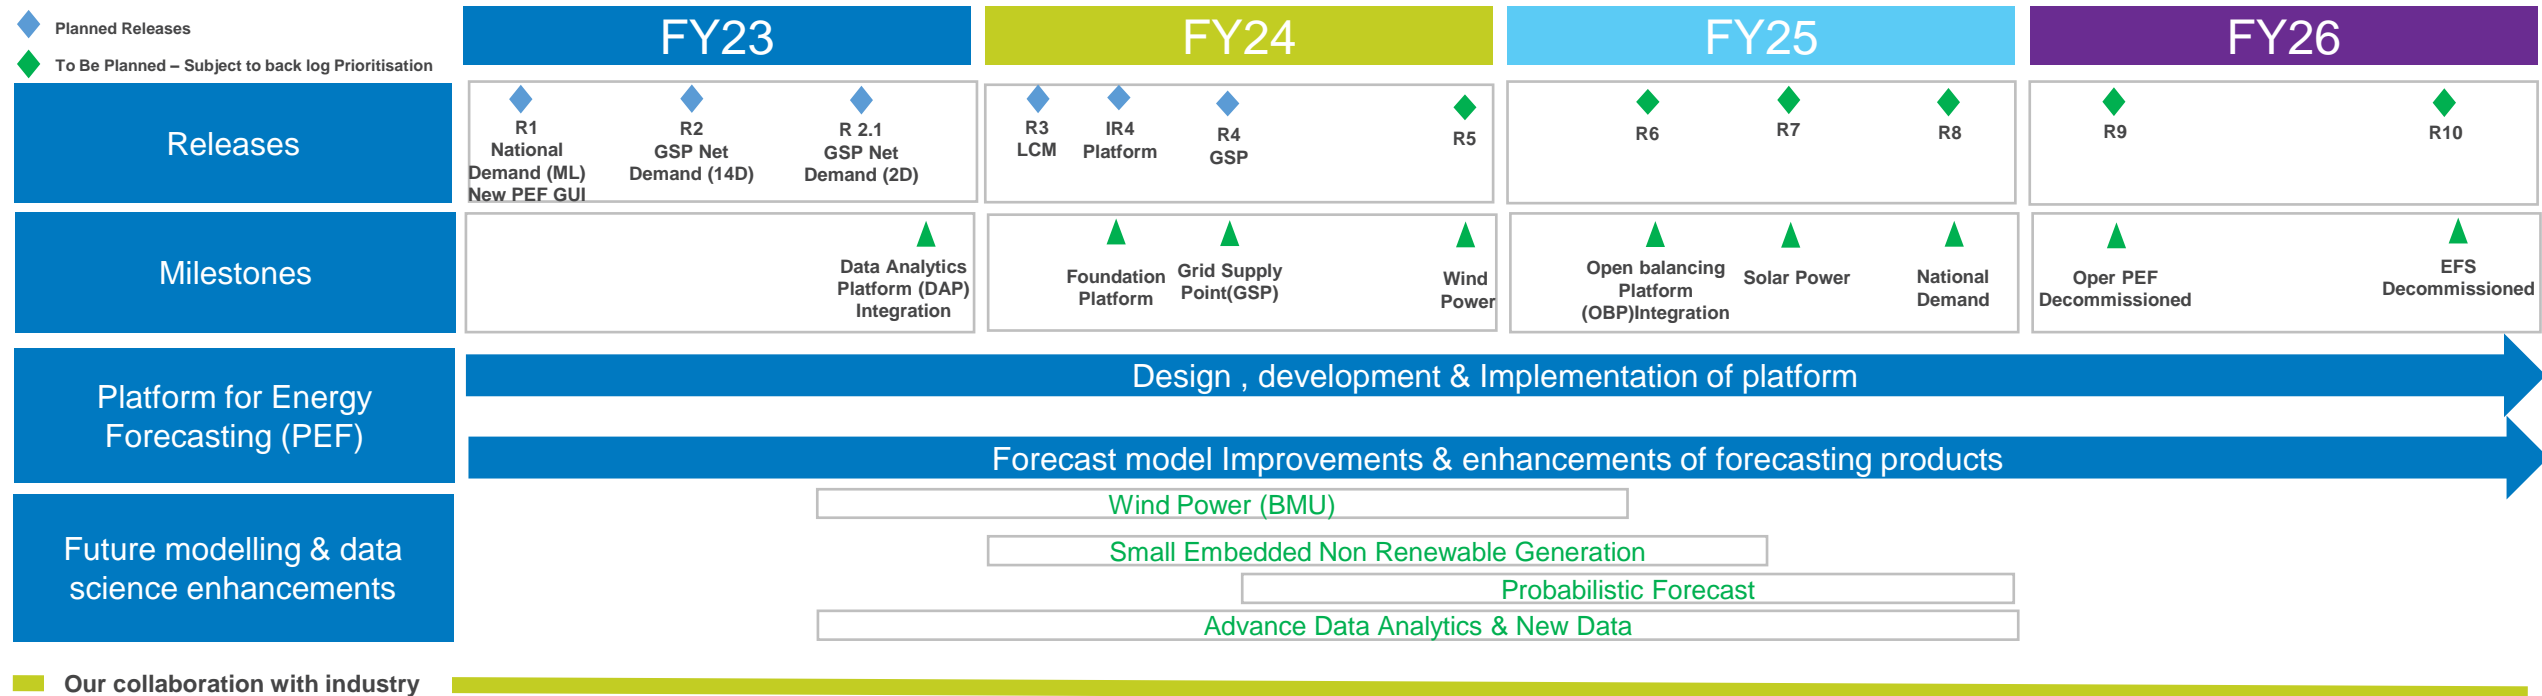 Planned Releases
To Be Planned – Subject to back log Prioritisation
FY23
FY24
FY25
FY26
Releases
R1
National
Demand (ML)
New PEF GUI
R2
GSP Net
Demand (14D)
R 2.1
GSP Net
Demand (2D)
R3
LCM
IR4
Platform
R4
GSP
R5
R6
R7
R8
R9
R10
Milestones
Data Analytics
Platform (DAP)
Integration
Foundation
Platform
Grid Supply
Point(GSP)
Wind
Power
Open balancing
Platform
(OBP)Integration
Solar Power
National
Demand
Oper PEF
Decommissioned
EFS
Decommissioned
Platform for Energy
Forecasting (PEF)
Design , development & Implementation of platform
Forecast model Improvements & enhancements of forecasting products
Future modelling & data
science enhancements
Wind Power (BMU)
Small Embedded Non Renewable Generation
Probabilistic Forecast
Advance Data Analytics & New Data
Our collaboration with industry